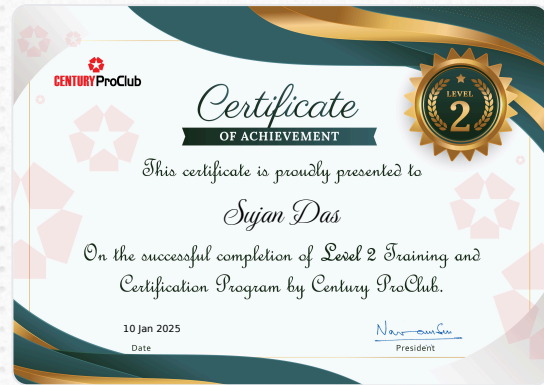 CENTURY ProClub
Certificate
OF ACHIEVEMENT
LEVEL
2
This certificate is proudly presented to
Sujan Das
On the successful completion of Level 2 Training and
Certification Program by Century ProClub.
10 Jan 2025
Date
President